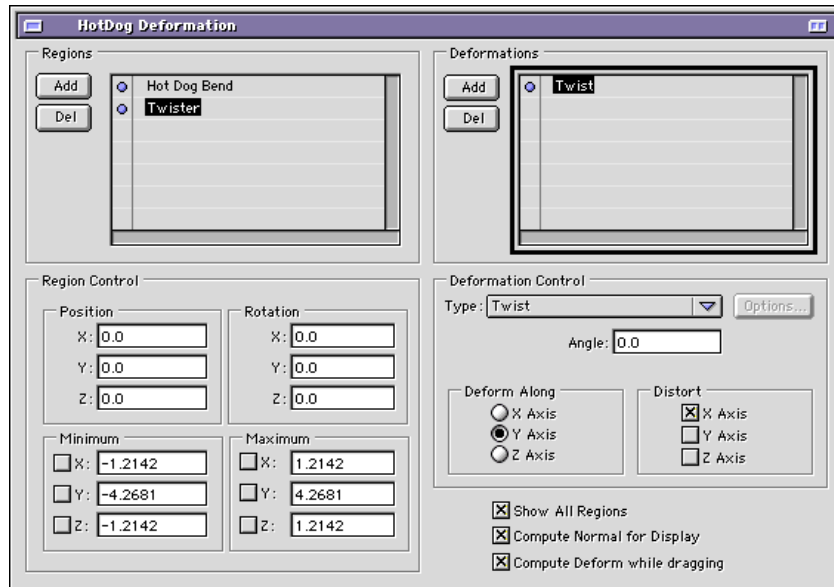 HotDog Deformation
Regions
Add
Del
Hot Dog Bend
Twister
Deformations
Add
Del
Twist
Region Control
Position
X: 0.0
Y: 0.0
Z: 0.0
Rotation
X: 0.0
Y: 0.0
Z: 0.0
Minimum
X: -1.2142
Y: -4.2681
Z: -1.2142
Maximum
X: 1.2142
Y: 4.2681
Z: 1.2142
Deformation Control
Type: Twist
Options...
Angle: 0.0
Deform Along
X Axis
Y Axis
Z Axis
Distort
X Axis
Y Axis
Z Axis
Show All Regions
Compute Normal for Display
Compute Deform while dragging